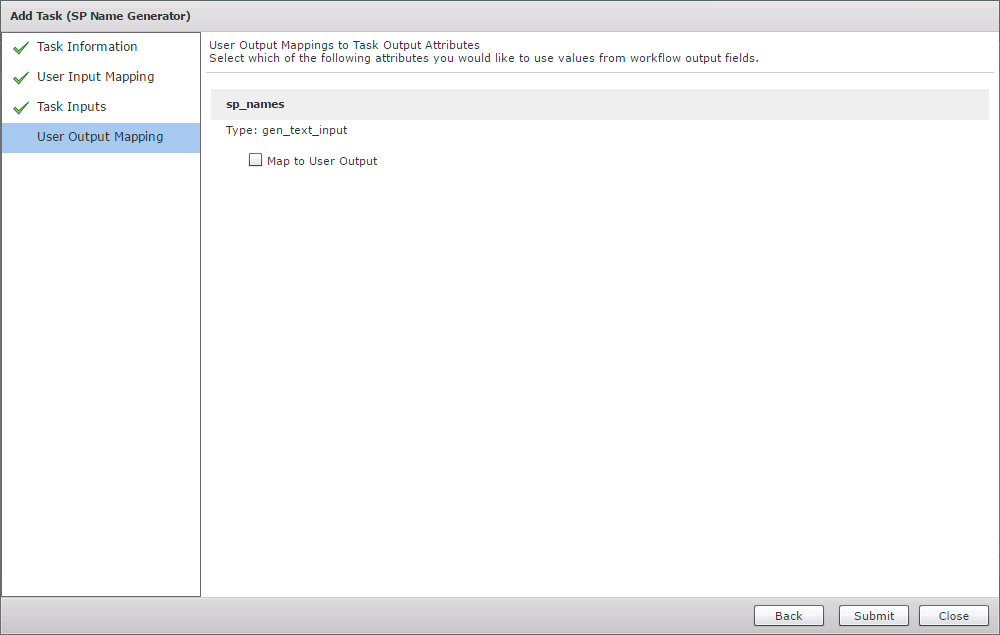 Add Task (SP Name Generator)
Task Information
User Input Mapping
Task Inputs
User Output Mapping
User Output Mappings to Task Output Attributes
Select which of the following attributes you would like to use values from workflow output fields.
sp_names
Type: gen_text_input
Map to User Output
Back
Submit
Close